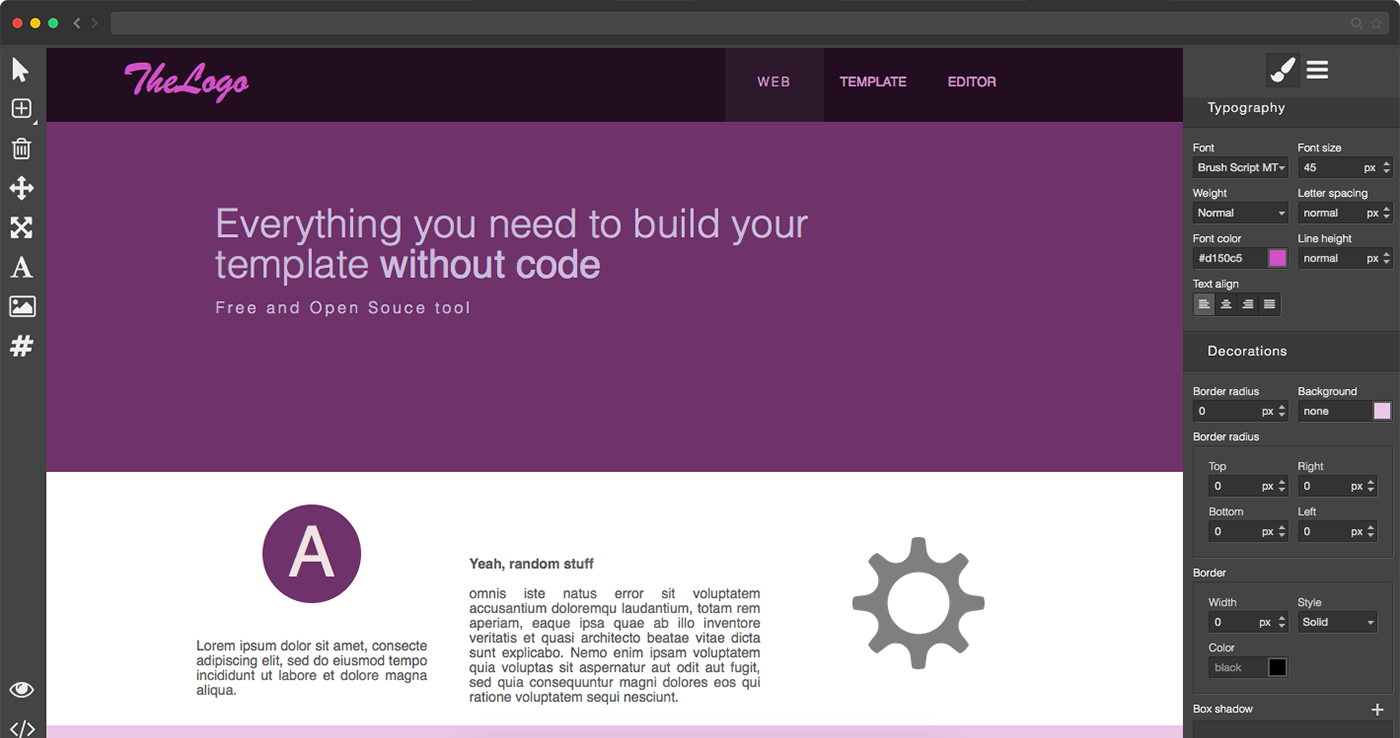 TheLogo
WEB
TEMPLATE
EDITOR
Everything you need to build your
template without code
Free and Open Souce tool
A
Lorem ipsum dolor sit amet, consecte
adipiscing elit, sed do eiusmod tempo
incididunt ut labore et dolore magna
aliqua.
Yeah, random stuff
omnis iste natus error sit voluptatem
accusantium doloremqu laudantium, totam rem
aperiam, eaque ipsa quae ab illo inventore
veritatis et quasi architecto beatae vitae dicta
sunt explicabo. Nemo enim ipsam voluptatem
quia voluptas sit aspernatur aut odit aut fugit,
sed quia consequuntur magni dolores eos qui
ratione voluptatem sequi nesciunt.
A
#
</>
Typography
Font Font size
Brush Script MT 45 px
Weight Letter spacing
Normal normal px
Font color Line height
#d150c5 normal px
Text align
Decorations
Border radius Background
0 px none
Border radius
Top Right
0 px 0 px
Bottom Left
0 px 0 px
Border
Width Style
0 px Solid
Color
black
Box shadow +